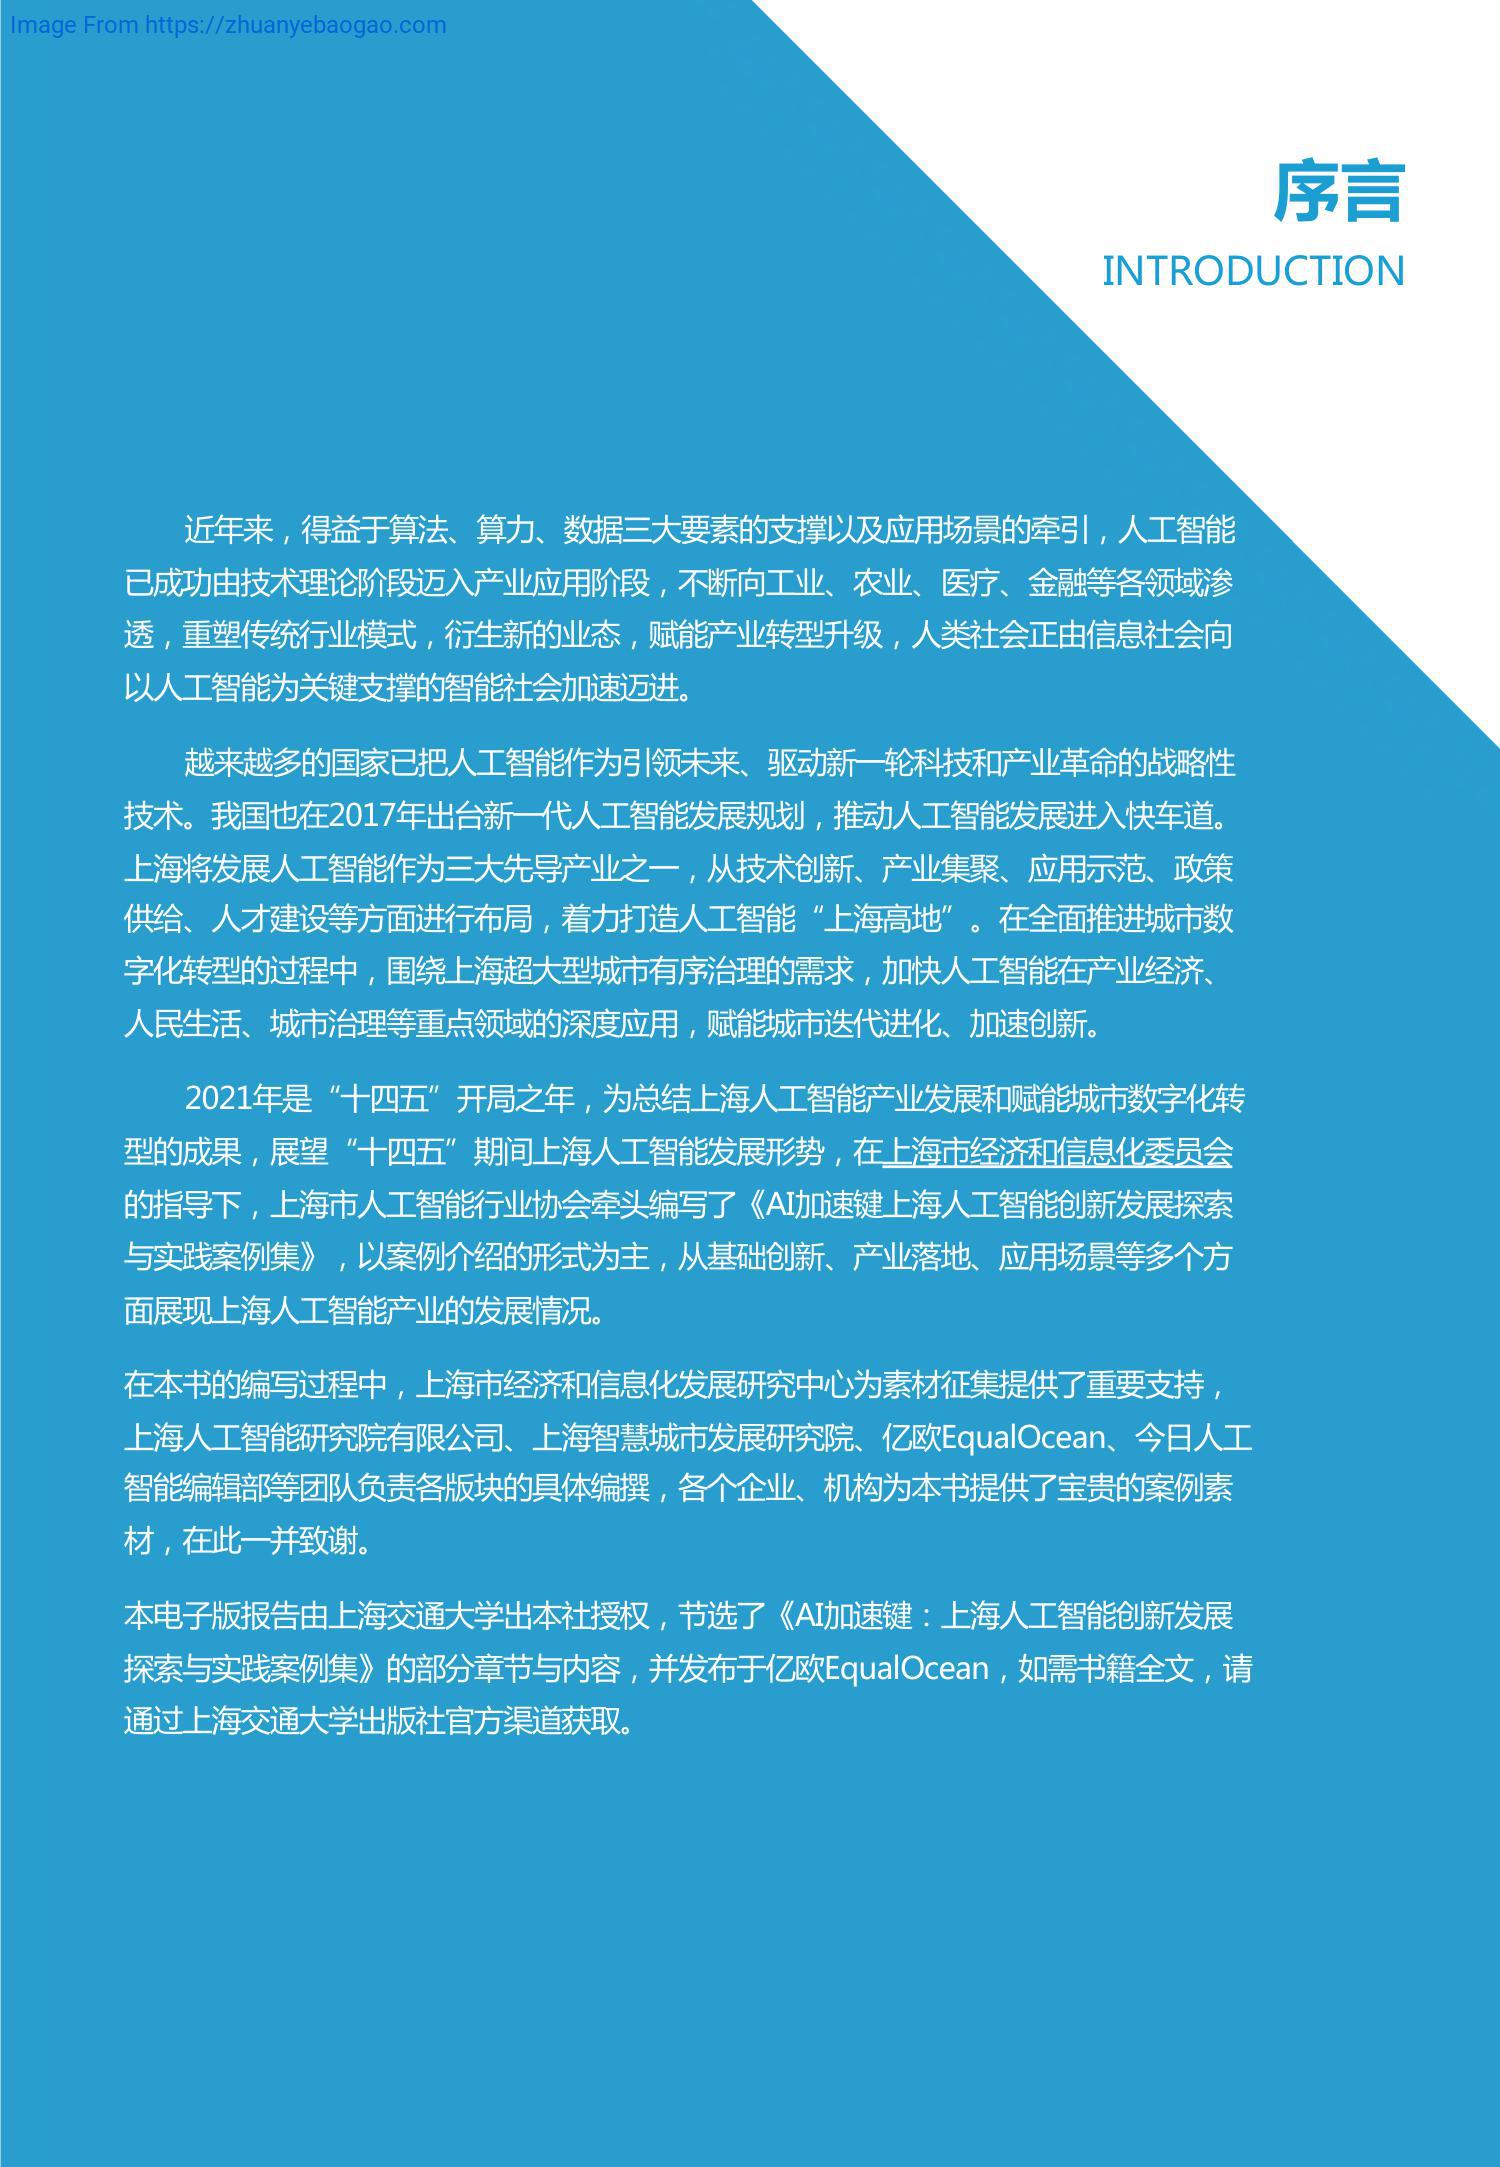 Image From https://zhuanyebaogao.com
序言
INTRODUCTION
近年来，得益于算法、算力、数据三大要素的支撑以及应用场景的牵引，人工智能
已成功由技术理论阶段迈入产业应用阶段，不断向工业、农业、医疗、金融等各领域渗
透，重塑传统行业模式，衍生新的业态，赋能产业转型升级，人类社会正由信息社会向
以人工智能为关键支撑的智能社会加速迈进。
越来越多的国家已把人工智能作为引领未来、驱动新一轮科技和产业革命的战略性
技术。我国也在2017年出台新一代人工智能发展规划，推动人工智能发展进入快车道。
上海将发展人工智能作为三大先导产业之一，从技术创新、产业集聚、应用示范、政策
供给、人才建设等方面进行布局，着力打造人工智能“上海高地”。在全面推进城市数
字化转型的过程中，围绕上海超大型城市有序治理的需求，加快人工智能在产业经济、
人民生活、城市治理等重点领域的深度应用，赋能城市迭代进化、加速创新。
2021年是“十四五”开局之年，为总结上海人工智能产业发展和赋能城市数字化转
型的成果，展望“十四五”期间上海人工智能发展形势，在上海市经济和信息化委员会
的指导下，上海市人工智能行业协会牵头编写了《AI加速键上海人工智能创新发展探索
与实践案例集》，以案例介绍的形式为主，从基础创新、产业落地、应用场景等多个方
面展现上海人工智能产业的发展情况。
在本书的编写过程中，上海市经济和信息化发展研究中心为素材征集提供了重要支持，
上海人工智能研究院有限公司、上海智慧城市发展研究院、亿欧EqualOcean、今日人工
智能编辑部等团队负责各版块的具体编撰，各个企业、机构为本书提供了宝贵的案例素
材，在此一并致谢。
本电子版报告由上海交通大学出本社授权，节选了《AI加速键：上海人工智能创新发展
探索与实践案例集》的部分章节与内容，并发布于亿欧EqualOcean，如需书籍全文，请
通过上海交通大学出版社官方渠道获取。